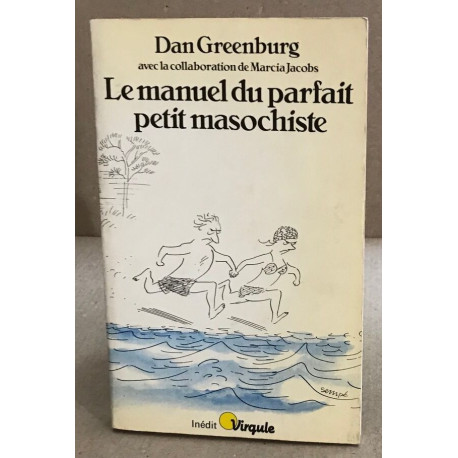 Dan Greenburg
avec la collaboration de Marcia Jacobs
Le manuel du parfait
petit masochiste
sempé
Inédit Virgule